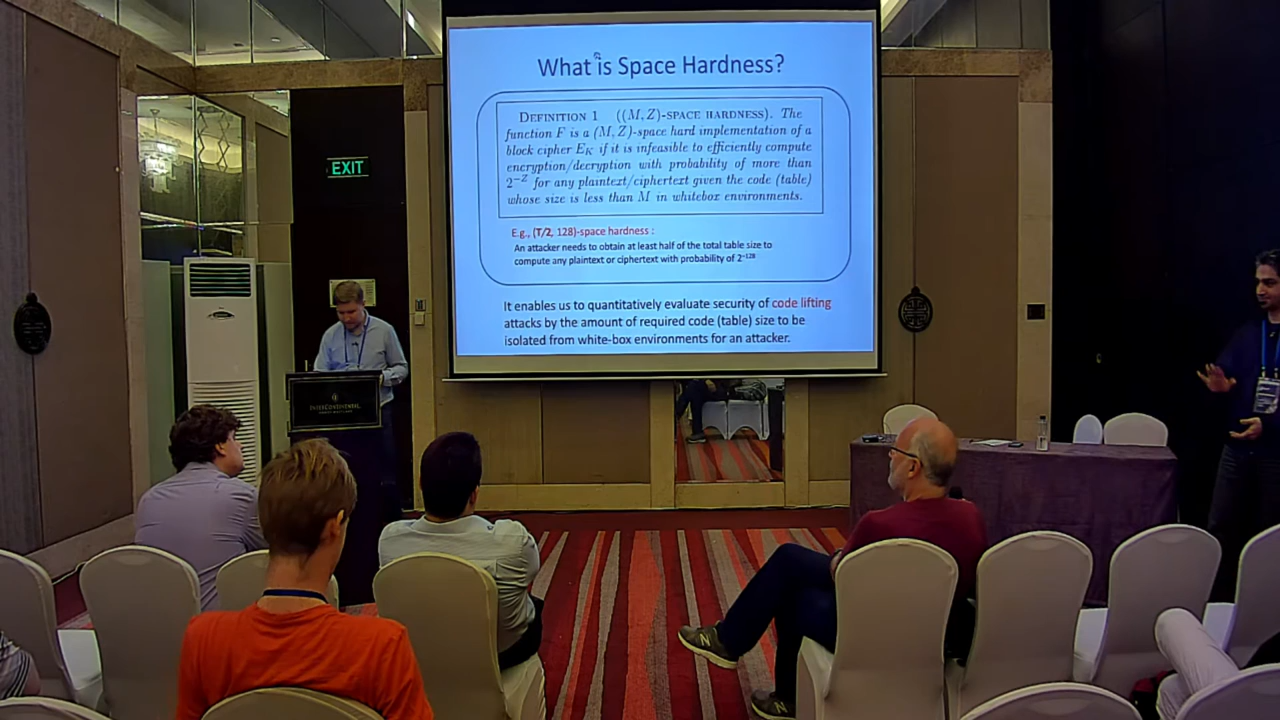 What is Space Hardness?
DEFINITION 1 ((M, Z)-SPACE HARDNESS). The
function F is a (M, Z)-space hard implementation of a
block cipher E_K if it is infeasible to efficiently compute
encryption/decryption with probability of more than
2^{-Z} for any plaintext/ciphertext given the code (table)
whose size is less than M in whitebox environments.
E.g., (T/2, 128)-space hardness :
An attacker needs to obtain at least half of the total table size to
compute any plaintext or ciphertext with probability of 2^{-128}
It enables us to quantitatively evaluate security of code lifting
attacks by the amount of required code (table) size to be
isolated from white-box environments for an attacker.
EXIT
INTERCONTINENTAL